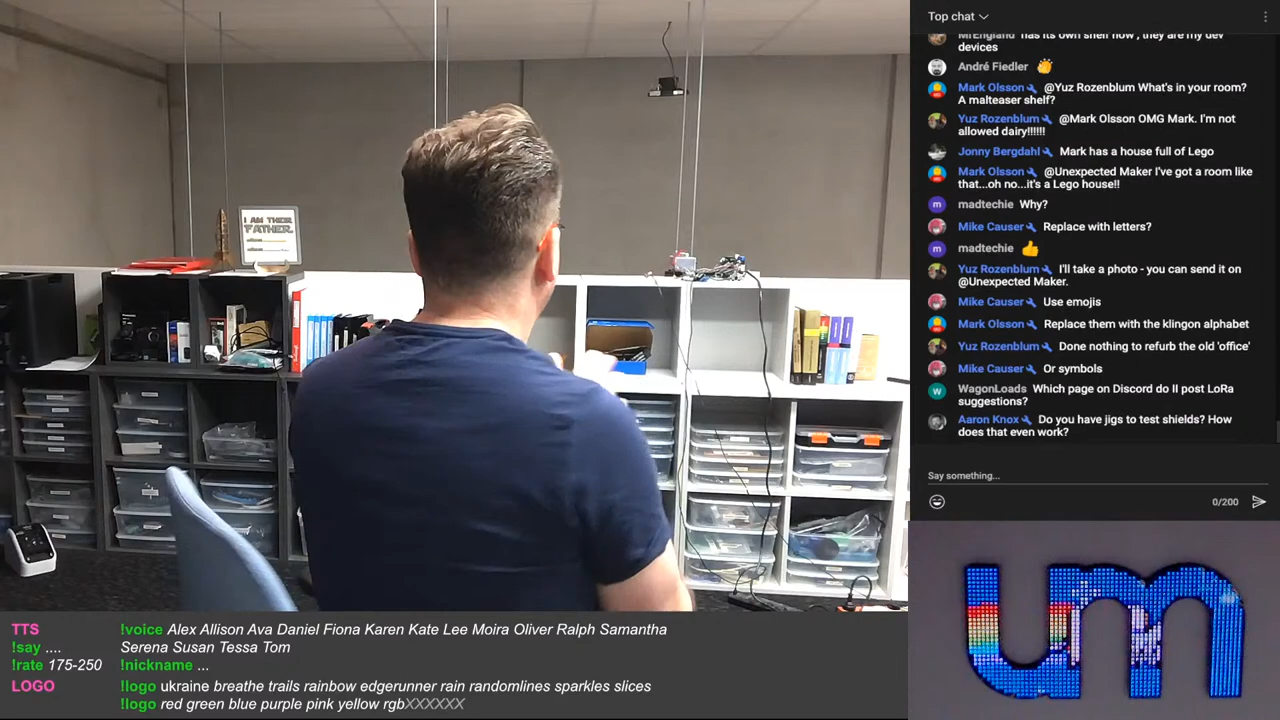 Top chat
MrEngland has its own shelf now , they are my dev
devices
André Fiedler
Mark Olsson @Yuz Rozenblum What's in your room?
A malteaser shelf?
Yuz Rozenblum @Mark Olsson OMG Mark. I'm not
allowed dairy!!!!!!
Jonny Bergdahl Mark has a house full of Lego
Mark Olsson @Unexpected Maker I've got a room like
that...oh no...it's a Lego house!!
m madtechie Why?
Mike Causer Replace with letters?
m madtechie
Yuz Rozenblum I'll take a photo - you can send it on
@Unexpected Maker.
Mike Causer Use emojis
Mark Olsson Replace them with the klingon alphabet
Yuz Rozenblum Done nothing to refurb the old 'office'
Mike Causer Or symbols
W WagonLoads Which page on Discord do II post LoRa
suggestions?
Aaron Knox Do you have jigs to test shields? How
does that even work?
Say something...
0/200
I AM THEIR
FATHER.
um
TTS !voice Alex Allison Ava Daniel Fiona Karen Kate Lee Moira Oliver Ralph Samantha
!say .... Serena Susan Tessa Tom
!rate 175-250 !nickname ...
LOGO !logo ukraine breathe trails rainbow edgerunner rain randomlines sparkles slices
!logo red green blue purple pink yellow rgbXXXXXX